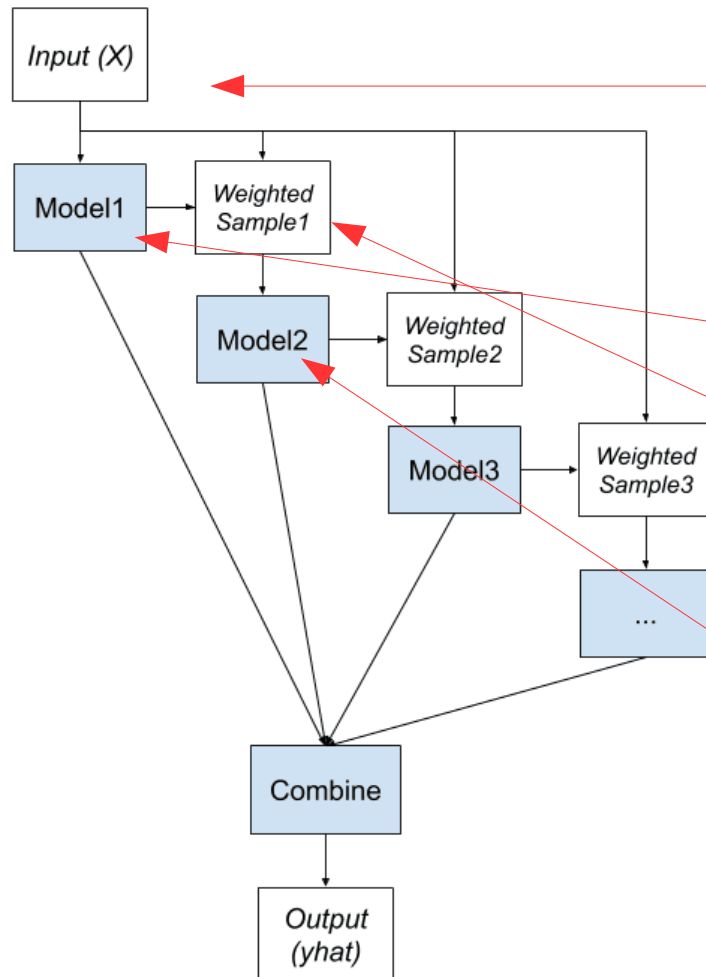 Input (X)
Model1
Weighted
Sample1
Model2
Weighted
Sample2
Model3
Weighted
Sample3
...
Combine
Output
(yhat)